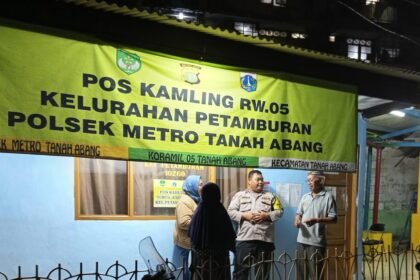 POS KAMLING RW.05
KELURAHAN PETAMBURAN
POLSEK METRO TANAH ABANG
SEK METRO TANAH ABANG
KORAMIL 05 TANAH ABANG
KECAMATAN TANAH ABANG